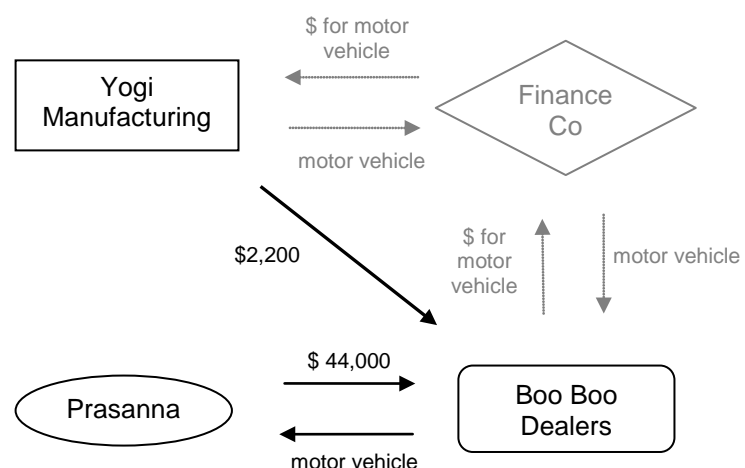 $ for motor
vehicle
Yogi
Manufacturing
Finance
Co
motor vehicle
$2,200
$ for
motor
vehicle
motor vehicle
$ 44,000
Prasanna
Boo Boo
Dealers
motor vehicle